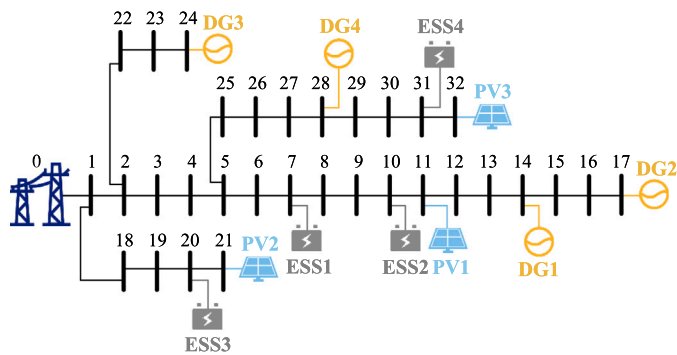 22 23 24 DG3
DG4
ESS4
25 26 27 28 29 30 31 32 PV3
0 1 2 3 4 5 6 7 8 9 10 11 12 13 14 15 16 17 DG2
18 19 20 21 PV2
ESS1 ESS2 PV1 DG1
ESS3